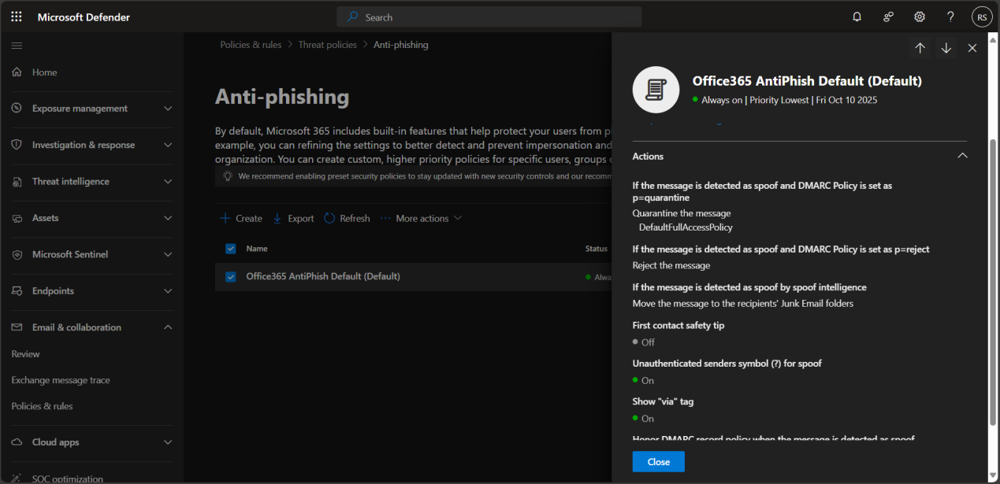 Microsoft Defender
Search
RS
Home
Exposure management
Investigation & response
Threat intelligence
Assets
Microsoft Sentinel
Endpoints
Email & collaboration
Review
Exchange message trace
Policies & rules
Cloud apps
SOC optimization
Policies & rules > Threat policies > Anti-phishing
Anti-phishing
By default, Microsoft 365 includes built-in features that help protect your users from
example, you can refining the settings to better detect and prevent impersonation and
organization. You can create custom, higher priority policies for specific users, groups
We recommend enabling preset security policies to stay updated with new security controls and our
Create Export Refresh ··· More actions
Name Status
Office365 AntiPhish Default (Default)
Office365 AntiPhish Default (Default)
Always on | Priority Lowest | Fri Oct 10 2025
Actions
If the message is detected as spoof and DMARC Policy is set as
p=quarantine
Quarantine the message
DefaultFullAccessPolicy
If the message is detected as spoof and DMARC Policy is set as p=reject
Reject the message
If the message is detected as spoof by spoof intelligence
Move the message to the recipients' Junk Email folders
First contact safety tip
Off
Unauthenticated senders symbol (?) for spoof
On
Show "via" tag
On
Honor DMARC record policy when the message is detected as spoof
Close